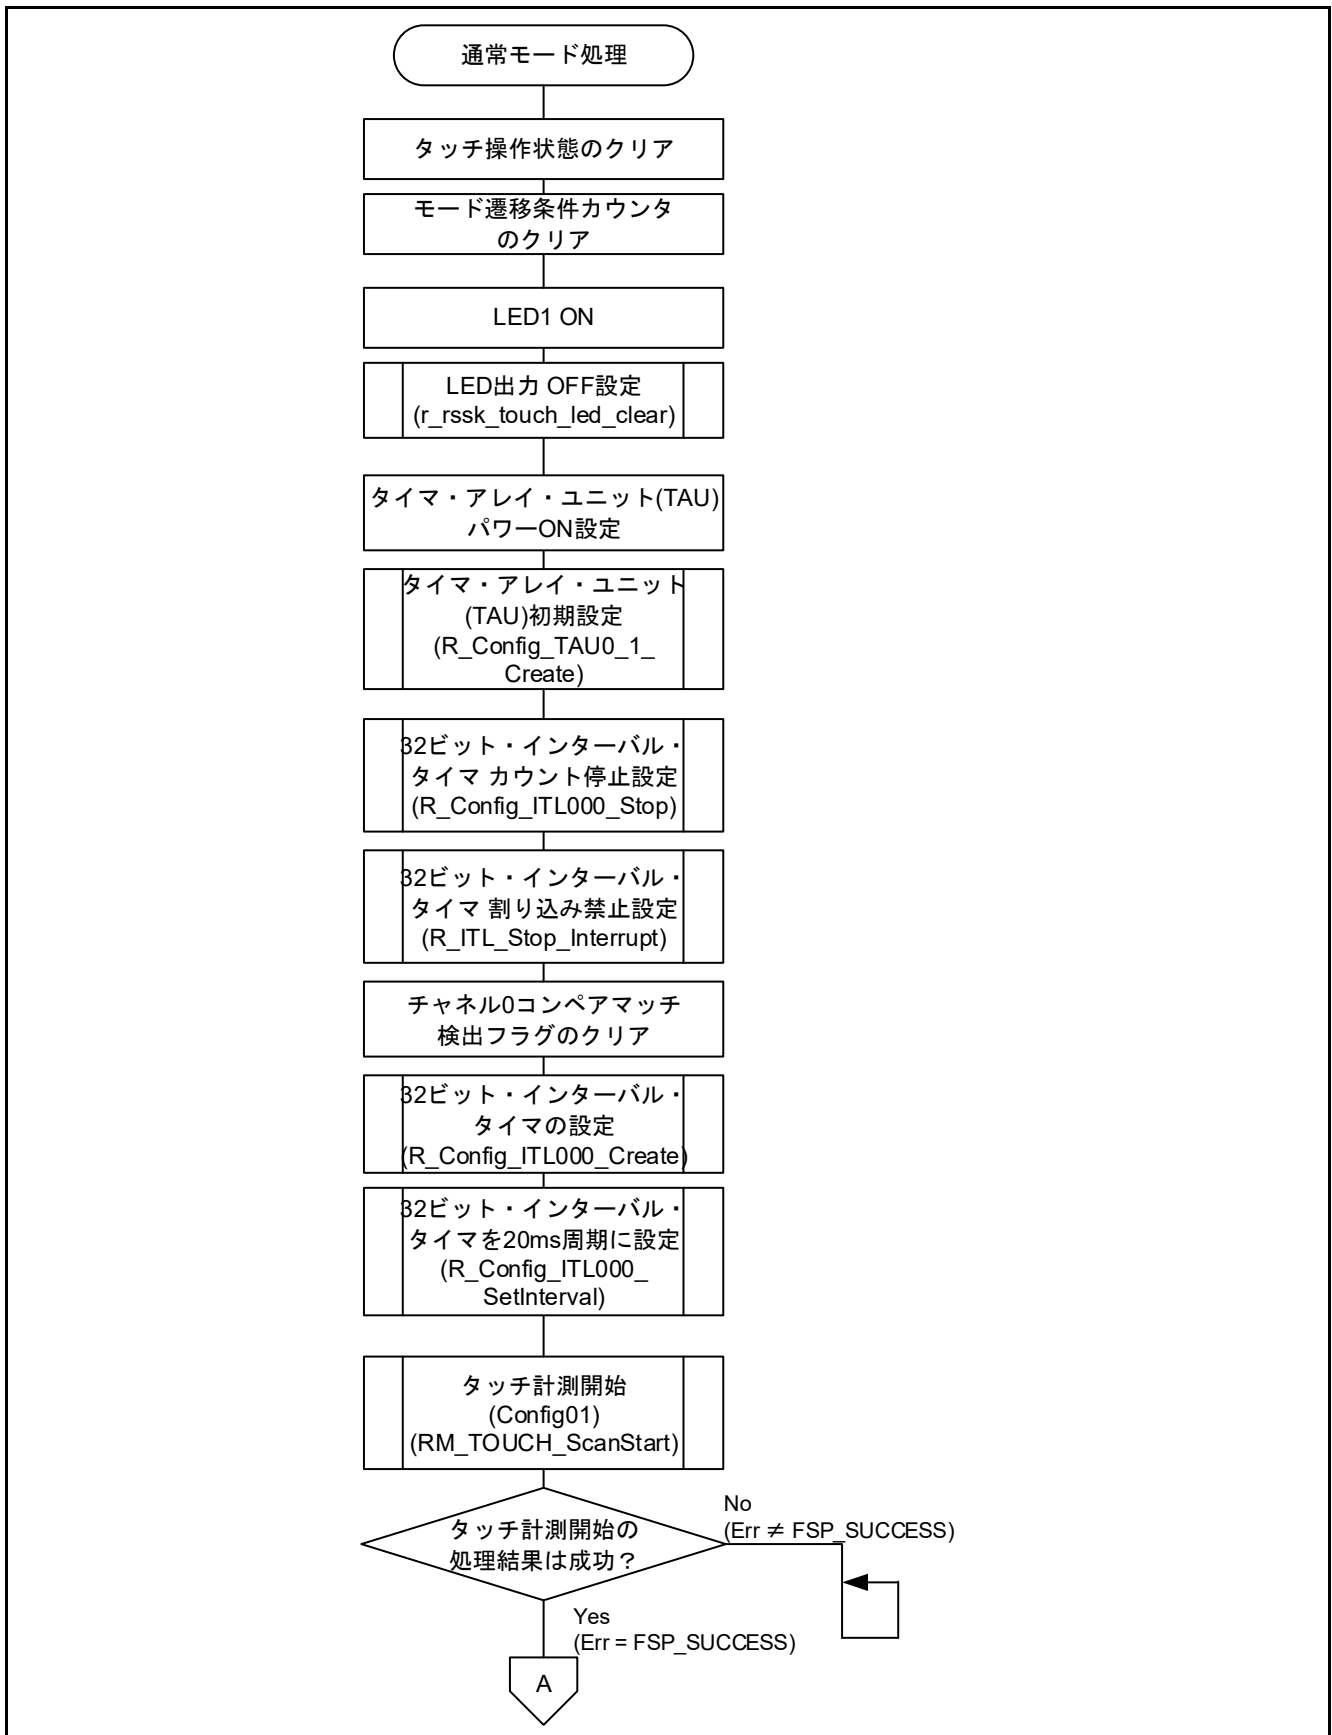 通常モード処理
タッチ操作状態のクリア
モード遷移条件カウンタ
のクリア
LED1 ON
LED出力 OFF設定
(r_rssk_touch_led_clear)
タイマ・アレイ・ユニット(TAU)
パワーON設定
タイマ・アレイ・ユニット
(TAU)初期設定
(R_Config_TAU0_1_
Create)
32ビット・インターバル・
タイマ カウント停止設定
(R_Config_ITL000_Stop)
32ビット・インターバル・
タイマ 割り込み禁止設定
(R_ITL_Stop_Interrupt)
チャネル0コンペアマッチ
検出フラグのクリア
32ビット・インターバル・
タイマの設定
(R_Config_ITL000_Create)
32ビット・インターバル・
タイマを20ms周期に設定
(R_Config_ITL000_
SetInterval)
タッチ計測開始
(Config01)
(RM_TOUCH_ScanStart)
タッチ計測開始の
処理結果は成功？
No
(Err ≠ FSP_SUCCESS)
Yes
(Err = FSP_SUCCESS)
A